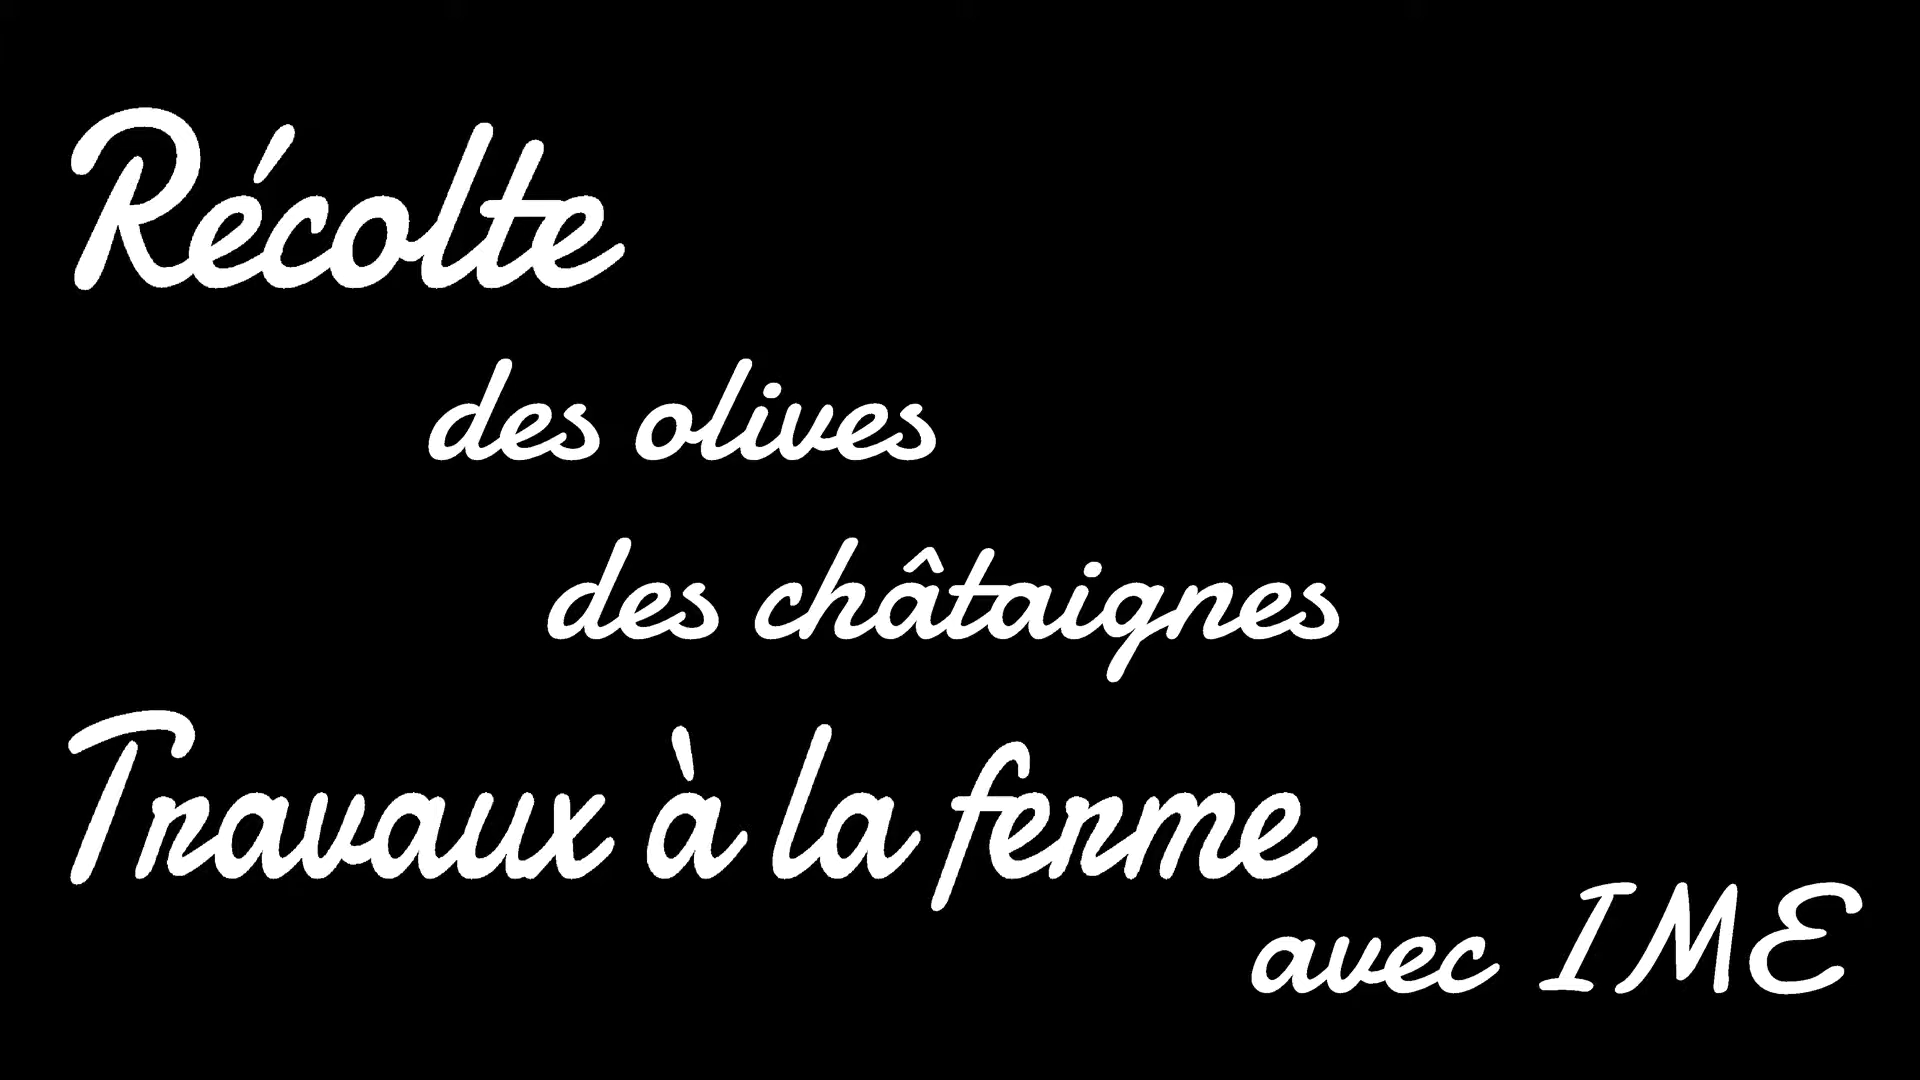 Récolte
des olives
des châtaignes
Travaux à la ferme
avec IME